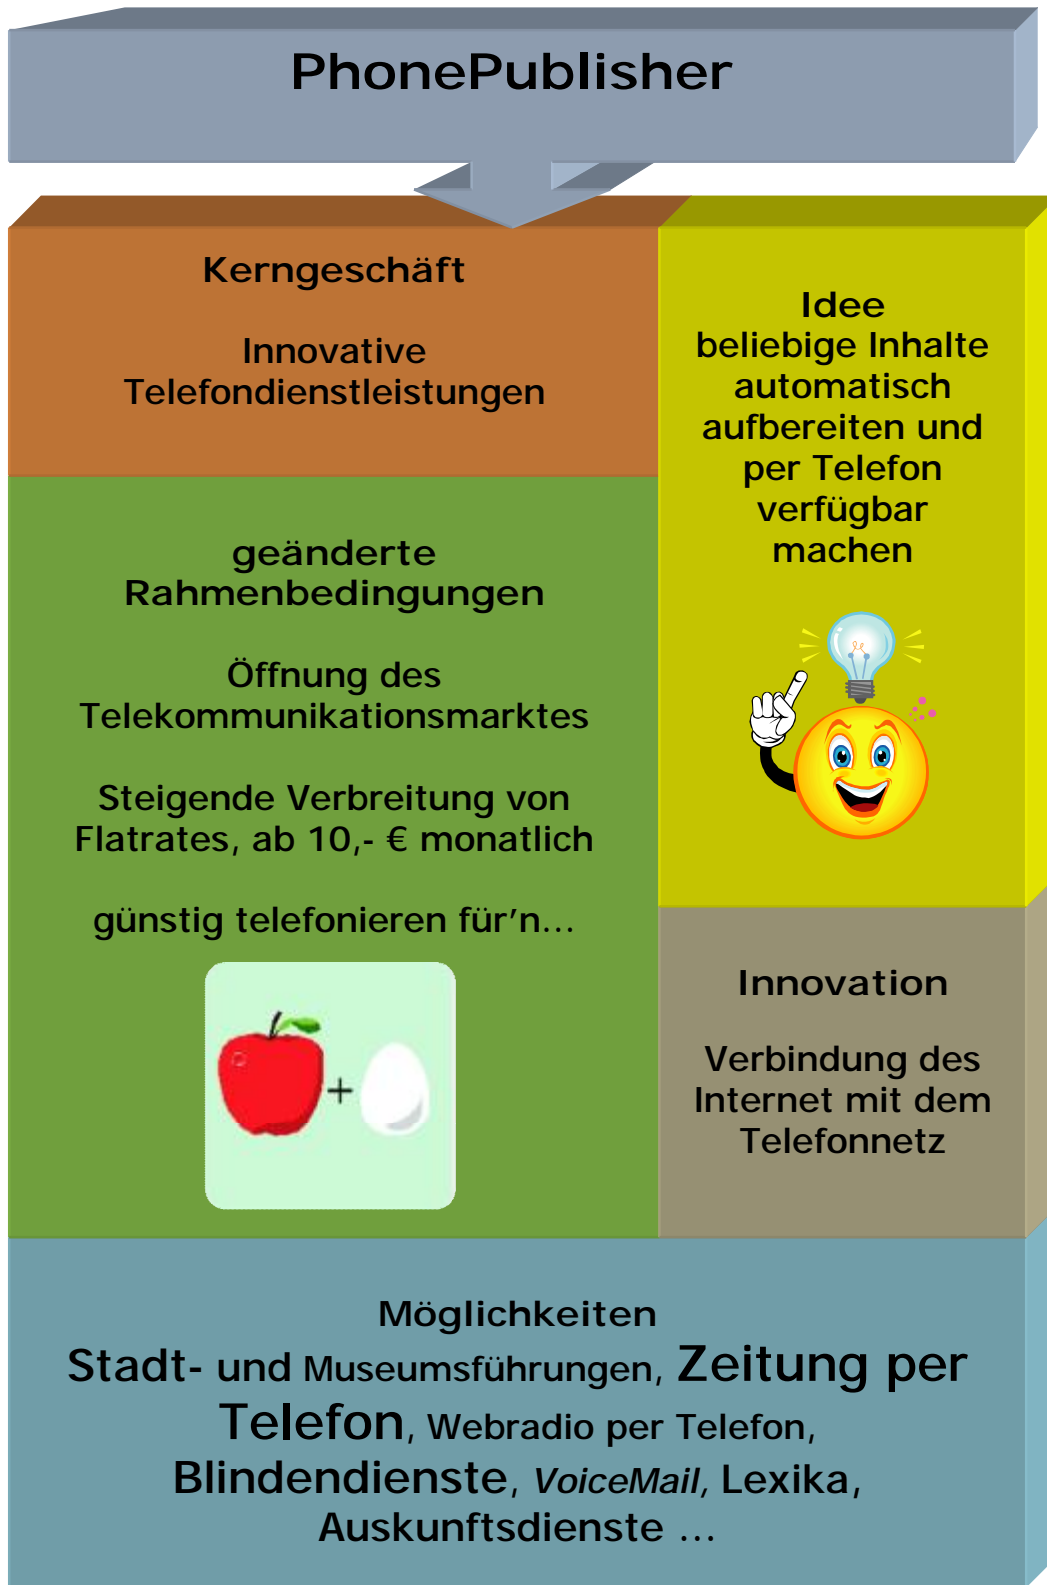 PhonePublisher
Kerngeschäft
Innovative
Telefondienstleistungen
geänderte
Rahmenbedingungen
Öffnung des
Telekommunikationsmarktes
Steigende Verbreitung von
Flatrates, ab 10,- € monatlich
günstig telefonieren für’n…
+
Idee
beliebige Inhalte
automatisch
aufbereiten und
per Telefon
verfügbar
machen
Innovation
Verbindung des
Internet mit dem
Telefonnetz
Möglichkeiten
Stadt- und Museumsführungen, Zeitung per
Telefon, Webradio per Telefon,
Blindendienste, VoiceMail, Lexika,
Auskunftsdienste …